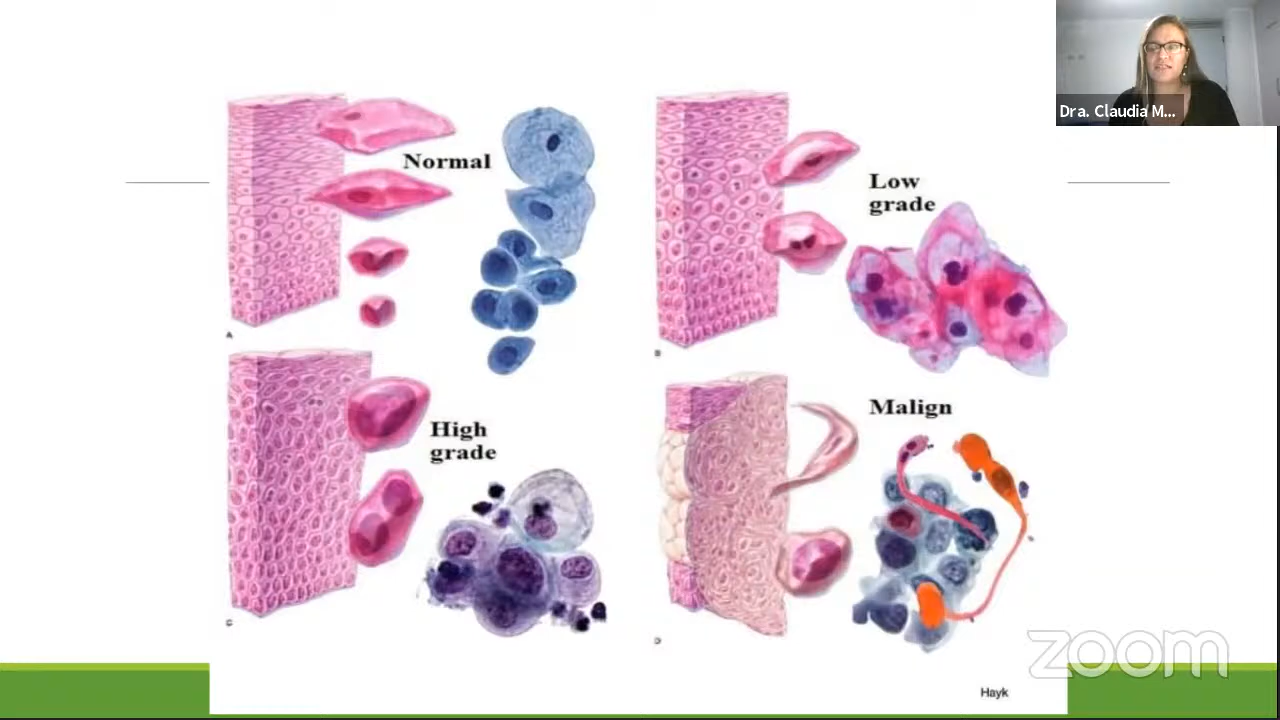 Dra. Claudia M...
Normal
Low
grade
A
B
High
grade
Malign
C
D
zoom
Hayk